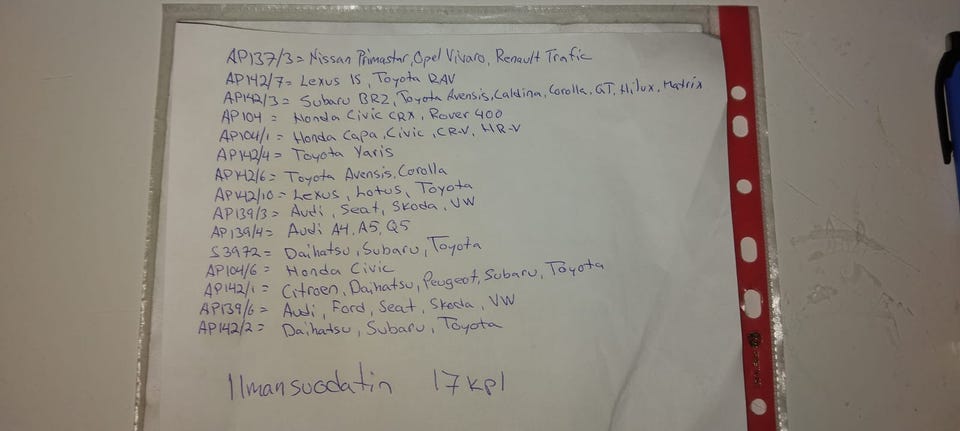 AP137/3 = Nissan Primastar, Opel Vivaro, Renault Trafic
AP142/7 = Lexus IS, Toyota RAV
AP142/3 = Subaru BRZ, Toyota Avensis, Caldina, Corolla, GT, Hilux, Matrix
AP104 = Honda Civic CRX, Rover 400
AP104/1 = Honda Capa, Civic, CR-V, HR-V
AP142/4 = Toyota Yaris
AP142/6 = Toyota Avensis, Corolla
AP142/10 = Lexus, Lotus, Toyota
AP139/3 = Audi, Seat, Skoda, VW
AP139/4 = Audi A4, A5, Q5
S3972 = Daihatsu, Subaru, Toyota
AP104/6 = Honda Civic
AP142/1 = Citroen, Daihatsu, Peugeot, Subaru, Toyota
AP139/6 = Audi, Ford, Seat, Skoda, VW
AP142/2 = Daihatsu, Subaru, Toyota
Ilmansuodatin 17 kpl